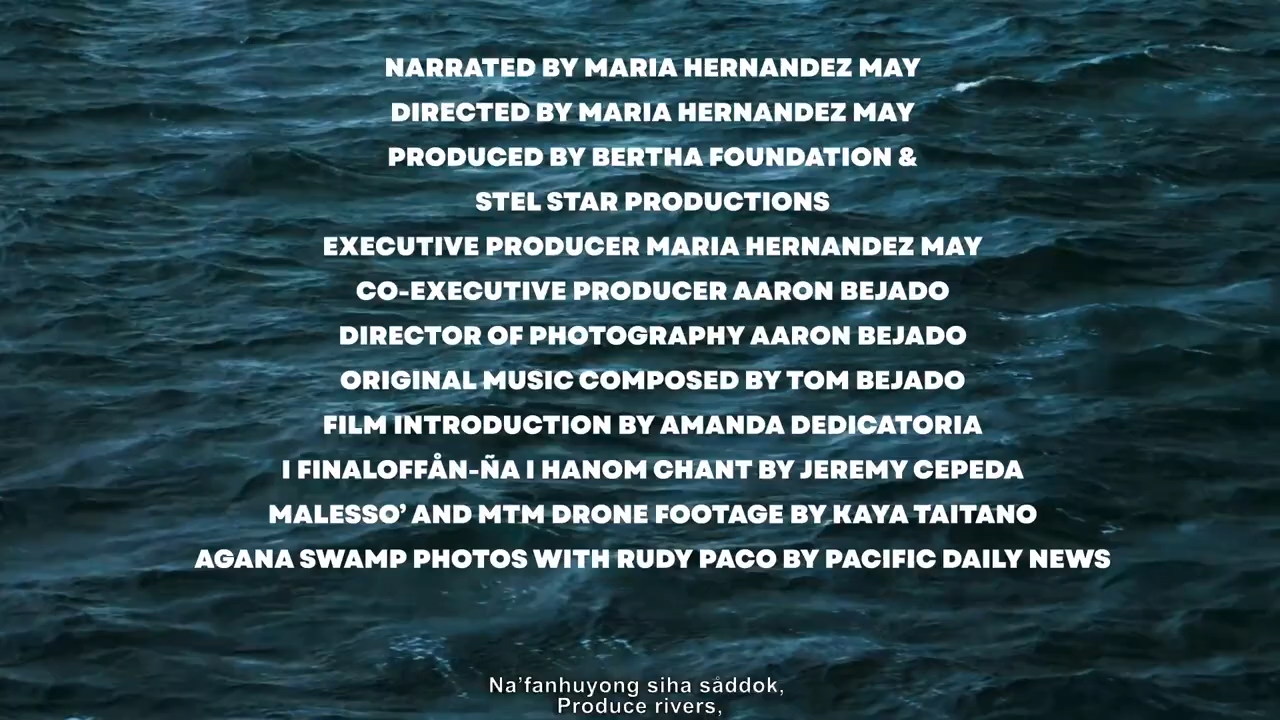 NARRATED BY MARIA HERNANDEZ MAY
DIRECTED BY MARIA HERNANDEZ MAY
PRODUCED BY BERTHA FOUNDATION &
STEL STAR PRODUCTIONS
EXECUTIVE PRODUCER MARIA HERNANDEZ MAY
CO-EXECUTIVE PRODUCER AARON BEJADO
DIRECTOR OF PHOTOGRAPHY AARON BEJADO
ORIGINAL MUSIC COMPOSED BY TOM BEJADO
FILM INTRODUCTION BY AMANDA DEDICATORIA
I FINALOFFÅN-ÑA I HANOM CHANT BY JEREMY CEPEDA
MALESSO’ AND MTM DRONE FOOTAGE BY KAYA TAITANO
AGANA SWAMP PHOTOS WITH RUDY PACO BY PACIFIC DAILY NEWS
Na’fanhuyong siha såddok,
Produce rivers,